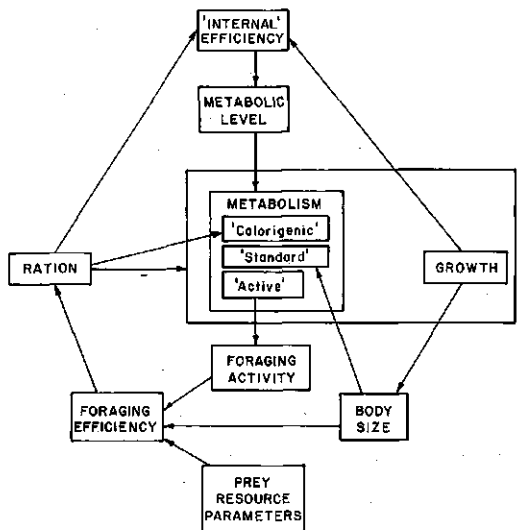 'INTERNAL'
EFFICIENCY
METABOLIC
LEVEL
METABOLISM
'Calorigenic'
'Standard'
'Active'
RATION
GROWTH
FORAGING
ACTIVITY
FORAGING
EFFICIENCY
BODY
SIZE
PREY
RESOURCE
PARAMETERS